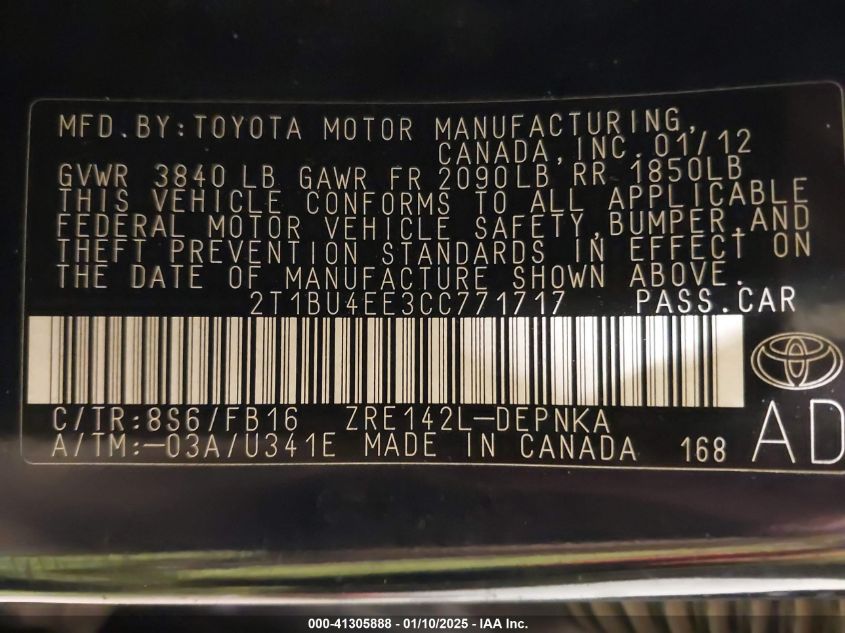 MFD.BY:TOYOTA MOTOR MANUFACTURING,
CANADA,INC. 01/12
GVWR 3840 LB GAWR FR 2090LB RR 1850LB
THIS VEHICLE CONFORMS TO ALL APPLICABLE
FEDERAL MOTOR VEHICLE SAFETY,BUMPER,AND
THEFT PREVENTION STANDARDS IN EFFECT ON
THE DATE OF MANUFACTURE SHOWN ABOVE.
2T1BU4EE3CC771717 PASS.CAR
C/TR:8S6/FB16 ZRE142L-DEPNKA
A/TM:-03A/U341E MADE IN CANADA 168
AD
000-41305888 - 01/10/2025 - IAA Inc.